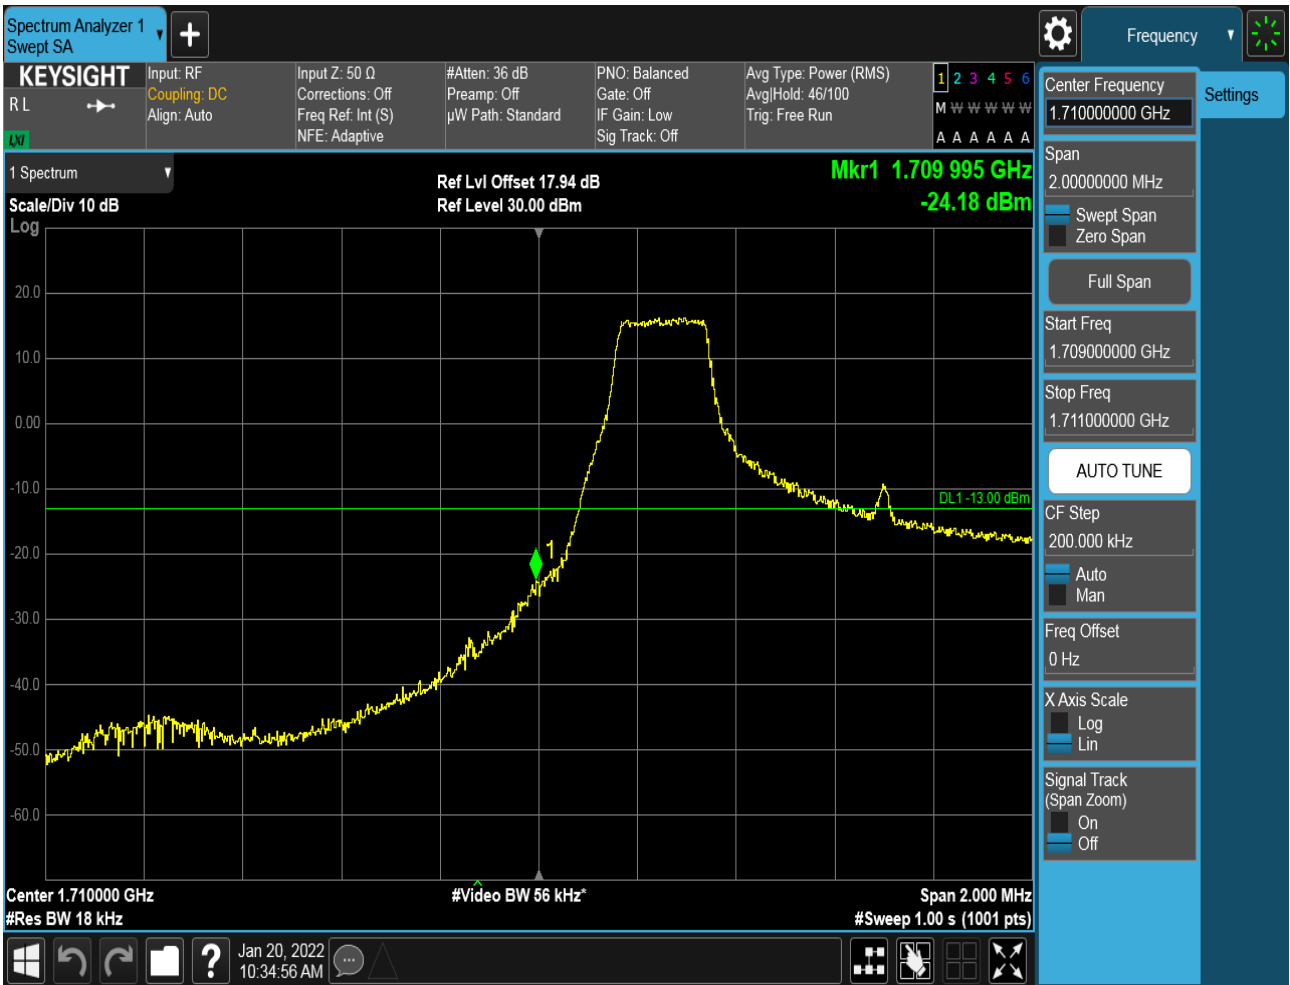 Spectrum Analyzer 1
Swept SA
+
Frequency
KEYSIGHT
R L
LXI
Input: RF
Coupling: DC
Align: Auto
Input Z: 50 Ω
Corrections: Off
Freq Ref: Int (S)
NFE: Adaptive
#Atten: 36 dB
Preamp: Off
µW Path: Standard
PNO: Balanced
Gate: Off
IF Gain: Low
Sig Track: Off
Avg Type: Power (RMS)
Avg|Hold: 46/100
Trig: Free Run
1 2 3 4 5 6
M W W W W W
A A A A A A
1 Spectrum
Scale/Div 10 dB
Log
Ref Lvl Offset 17.94 dB
Ref Level 30.00 dBm
Mkr1 1.709 995 GHz
-24.18 dBm
20.0
10.0
0.00
-10.0
DL1 -13.00 dBm
-20.0
1
-30.0
-40.0
-50.0
-60.0
Center 1.710000 GHz
#Res BW 18 kHz
#Video BW 56 kHz*
Span 2.000 MHz
#Sweep 1.00 s (1001 pts)
Center Frequency
1.710000000 GHz
Settings
Span
2.00000000 MHz
Swept Span
Zero Span
Full Span
Start Freq
1.709000000 GHz
Stop Freq
1.711000000 GHz
AUTO TUNE
CF Step
200.000 kHz
Auto
Man
Freq Offset
0 Hz
X Axis Scale
Log
Lin
Signal Track
(Span Zoom)
On
Off
?
Jan 20, 2022
10:34:56 AM